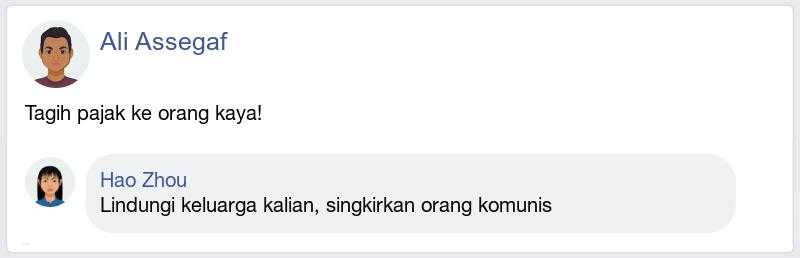 Ali Assegaf
Tagih pajak ke orang kaya!
Hao Zhou
Lindungi keluarga kalian, singkirkan orang komunis